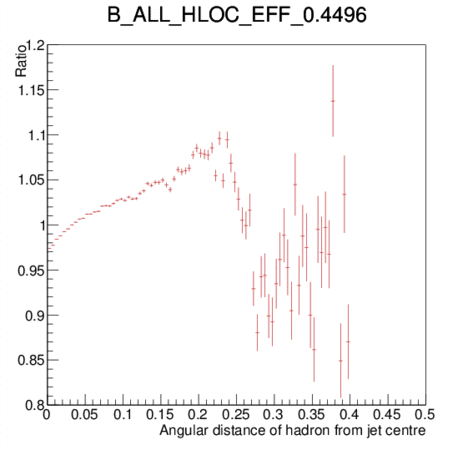 B_ALL_HLOC_EFF_0.4496
Ratio
1.2
1.15
1.1
1.05
1
0.95
0.9
0.85
0.8
0 0.05 0.1 0.15 0.2 0.25 0.3 0.35 0.4 0.45 0.5
Angular distance of hadron from jet centre